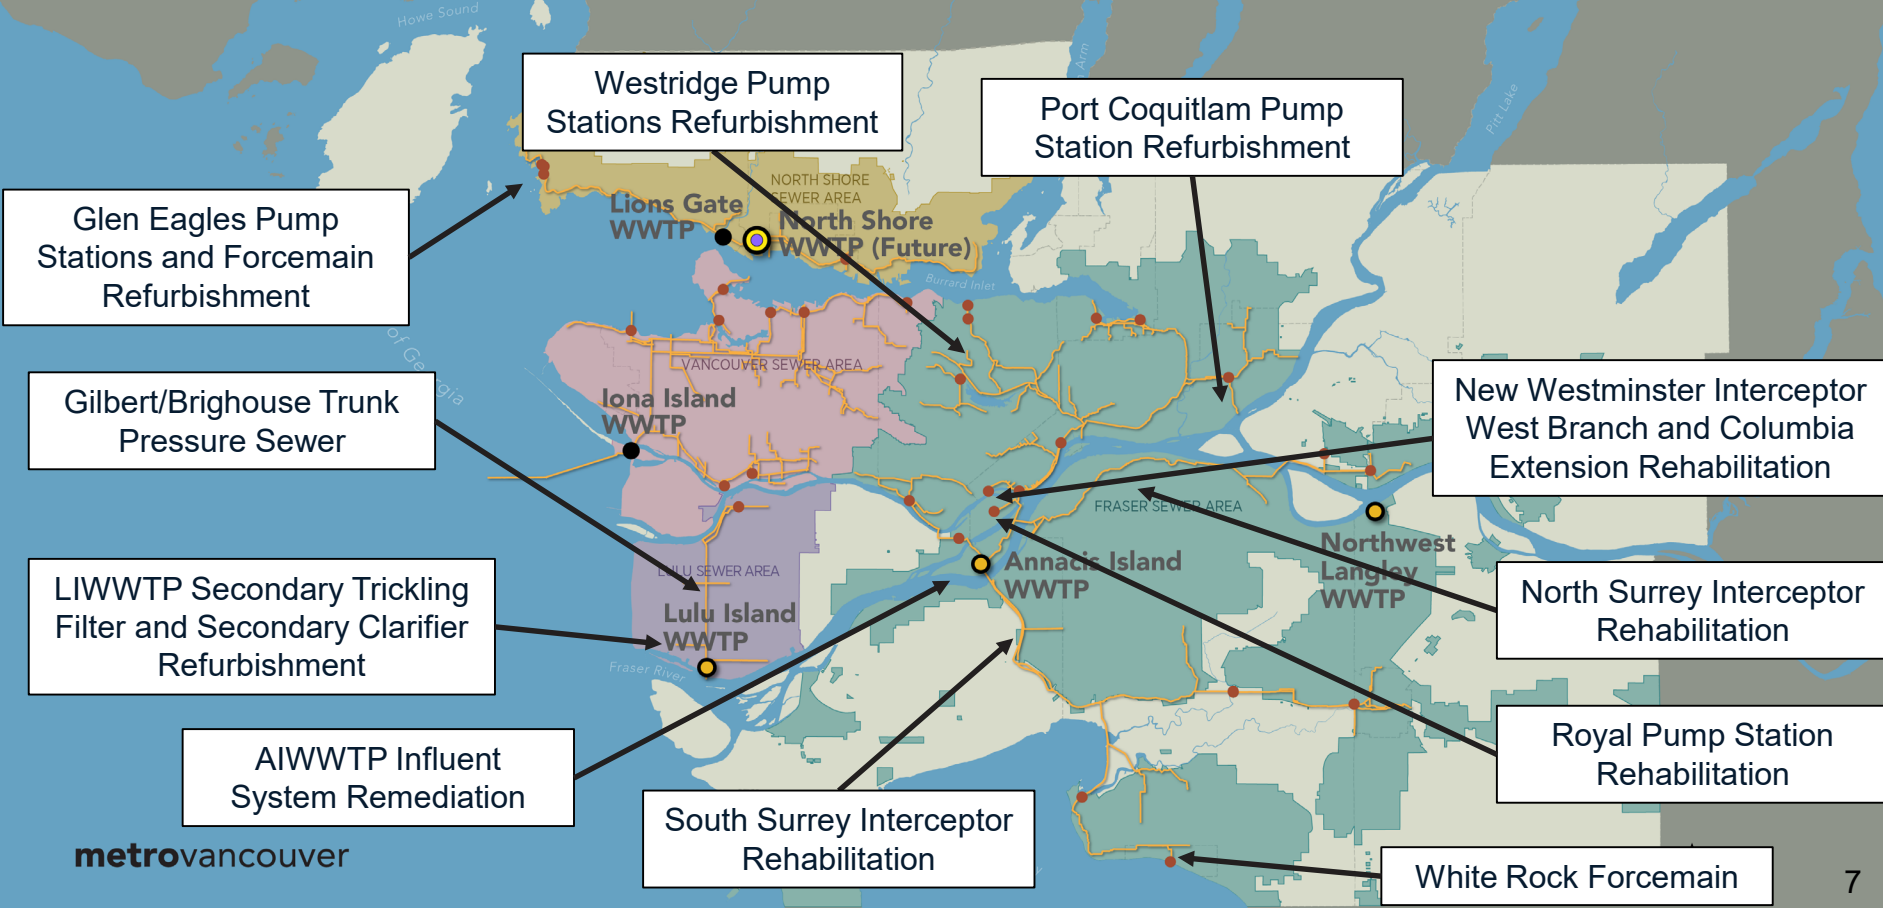 Howe Sound
Westridge Pump
Stations Refurbishment
Port Coquitlam Pump
Station Refurbishment
Arm
Pitt Lake
Glen Eagles Pump
Stations and Forcemain
Refurbishment
NORTH SHORE
SEWER AREA
Lions Gate
WWTP
North Shore
WWTP (Future)
Burrard Inlet
of Georgia
VANCOUVER SEWER AREA
Gilbert/Brighouse Trunk
Pressure Sewer
Iona Island
WWTP
New Westminster Interceptor
West Branch and Columbia
Extension Rehabilitation
FRASER SEWER AREA
Northwest
Langley
WWTP
Annacis Island
WWTP
LULU SEWER AREA
LIWWTP Secondary Trickling
Filter and Secondary Clarifier
Refurbishment
Lulu Island
WWTP
Fraser River
North Surrey Interceptor
Rehabilitation
AIWWTP Influent
System Remediation
South Surrey Interceptor
Rehabilitation
Royal Pump Station
Rehabilitation
White Rock Forcemain
metrovancouver
7